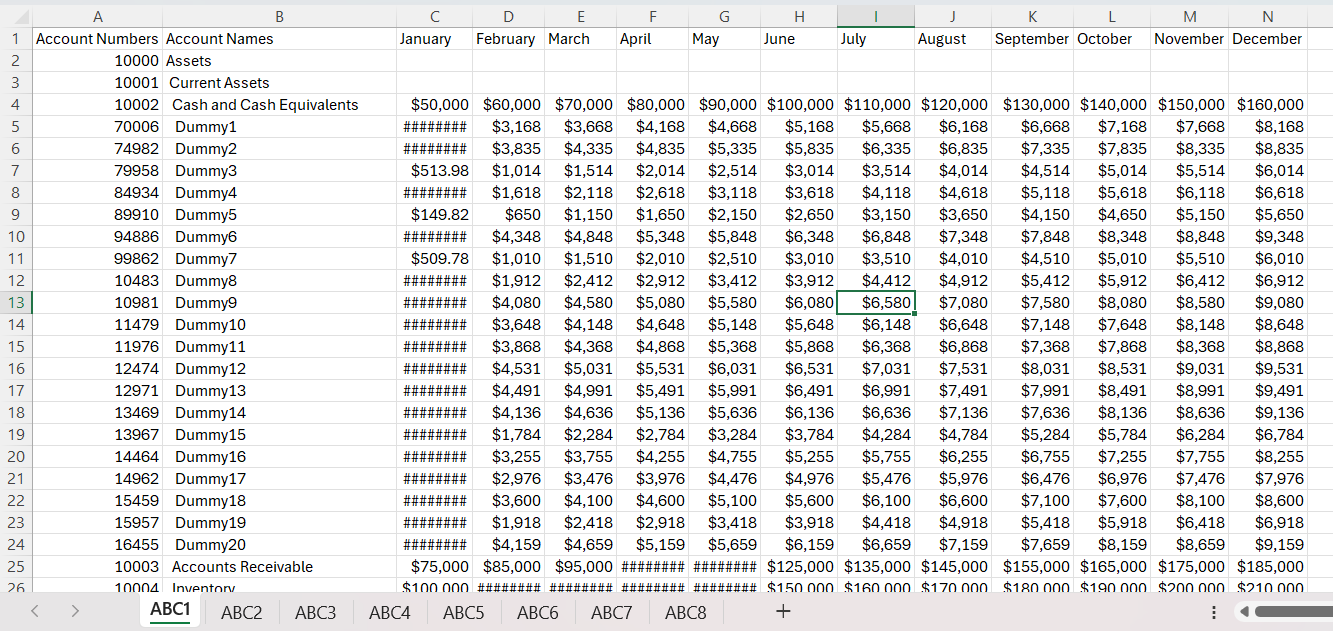 A B C D E F G H I J K L M N
1 Account Numbers Account Names January February March April May June July August September October November December
2 10000 Assets
3 10001 Current Assets
4 10002 Cash and Cash Equivalents $50,000 $60,000 $70,000 $80,000 $90,000 $100,000 $110,000 $120,000 $130,000 $140,000 $150,000 $160,000
5 70006 Dummy1 ######## $3,168 $3,668 $4,168 $4,668 $5,168 $5,668 $6,168 $6,668 $7,168 $7,668 $8,168
6 74982 Dummy2 ######## $3,835 $4,335 $4,835 $5,335 $5,835 $6,335 $6,835 $7,335 $7,835 $8,335 $8,835
7 79958 Dummy3 $513.98 $1,014 $1,514 $2,014 $2,514 $3,014 $3,514 $4,014 $4,514 $5,014 $5,514 $6,014
8 84934 Dummy4 ######## $1,618 $2,118 $2,618 $3,118 $3,618 $4,118 $4,618 $5,118 $5,618 $6,118 $6,618
9 89910 Dummy5 $149.82 $650 $1,150 $1,650 $2,150 $2,650 $3,150 $3,650 $4,150 $4,650 $5,150 $5,650
10 94886 Dummy6 ######## $4,348 $4,848 $5,348 $5,848 $6,348 $6,848 $7,348 $7,848 $8,348 $8,848 $9,348
11 99862 Dummy7 $509.78 $1,010 $1,510 $2,010 $2,510 $3,010 $3,510 $4,010 $4,510 $5,010 $5,510 $6,010
12 10483 Dummy8 ######## $1,912 $2,412 $2,912 $3,412 $3,912 $4,412 $4,912 $5,412 $5,912 $6,412 $6,912
13 10981 Dummy9 ######## $4,080 $4,580 $5,080 $5,580 $6,080 $6,580 $7,080 $7,580 $8,080 $8,580 $9,080
14 11479 Dummy10 ######## $3,648 $4,148 $4,648 $5,148 $5,648 $6,148 $6,648 $7,148 $7,648 $8,148 $8,648
15 11976 Dummy11 ######## $3,868 $4,368 $4,868 $5,368 $5,868 $6,368 $6,868 $7,368 $7,868 $8,368 $8,868
16 12474 Dummy12 ######## $4,531 $5,031 $5,531 $6,031 $6,531 $7,031 $7,531 $8,031 $8,531 $9,031 $9,531
17 12971 Dummy13 ######## $4,491 $4,991 $5,491 $5,991 $6,491 $6,991 $7,491 $7,991 $8,491 $8,991 $9,491
18 13469 Dummy14 ######## $4,136 $4,636 $5,136 $5,636 $6,136 $6,636 $7,136 $7,636 $8,136 $8,636 $9,136
19 13967 Dummy15 ######## $1,784 $2,284 $2,784 $3,284 $3,784 $4,284 $4,784 $5,284 $5,784 $6,284 $6,784
20 14464 Dummy16 ######## $3,255 $3,755 $4,255 $4,755 $5,255 $5,755 $6,255 $6,755 $7,255 $7,755 $8,255
21 14962 Dummy17 ######## $2,976 $3,476 $3,976 $4,476 $4,976 $5,476 $5,976 $6,476 $6,976 $7,476 $7,976
22 15459 Dummy18 ######## $3,600 $4,100 $4,600 $5,100 $5,600 $6,100 $6,600 $7,100 $7,600 $8,100 $8,600
23 15957 Dummy19 ######## $1,918 $2,418 $2,918 $3,418 $3,918 $4,418 $4,918 $5,418 $5,918 $6,418 $6,918
24 16455 Dummy20 ######## $4,159 $4,659 $5,159 $5,659 $6,159 $6,659 $7,159 $7,659 $8,159 $8,659 $9,159
25 10003 Accounts Receivable $75,000 $85,000 $95,000 ######## ######## $125,000 $135,000 $145,000 $155,000 $165,000 $175,000 $185,000
26 10004 Inventory $100,000 ######## ######## ######## ######## $150,000 $160,000 $170,000 $180,000 $190,000 $200,000 $210,000
ABC1 ABC2 ABC3 ABC4 ABC5 ABC6 ABC7 ABC8